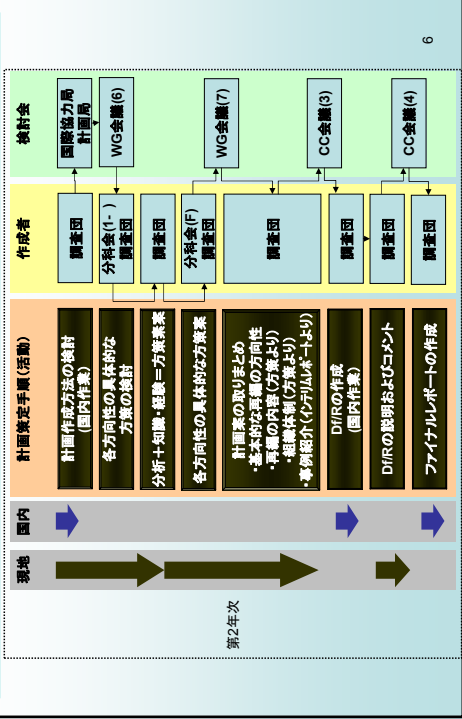 現地
国内
計画策定手順(活動)
作成者
検討会
第2年次
計画作成方法の検討
(国内作業)
調査団
国際協力局
計画局
各方向性の具体的な
方策の検討
分科会(1- )
調査団
WG会議(6)
分析+知識・経験=方策素案
調査団
各方向性の具体的な方策案
分科会(F)
調査団
WG会議(7)
計画案の取りまとめ
・基本的な再編の方向性
・再編の内容(方策より)
・組織体制(方策より)
・事例紹介(インテリムレポートより)
調査団
CC会議(3)
Df/Rの作成
(国内作業)
調査団
Df/Rの説明およびコメント
調査団
CC会議(4)
ファイナルレポートの作成
調査団
6